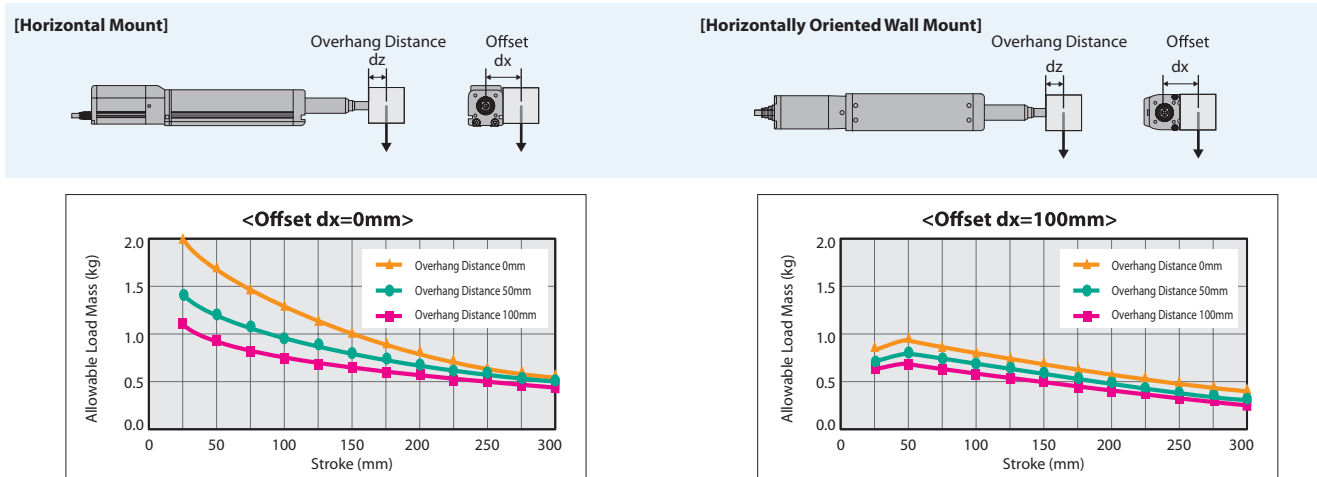 [Horizontal Mount]
Overhang Distance
dz
Offset
dx
[Horizontally Oriented Wall Mount]
Overhang Distance
dz
Offset
dx
<Offset dx=0mm>
Allowable Load Mass (kg)
2.0
1.5
1.0
0.5
0.0
Overhang Distance 0mm
Overhang Distance 50mm
Overhang Distance 100mm
0 50 100 150 200 250 300
Stroke (mm)
<Offset dx=100mm>
Allowable Load Mass (kg)
2.0
1.5
1.0
0.5
0.0
Overhang Distance 0mm
Overhang Distance 50mm
Overhang Distance 100mm
0 50 100 150 200 250 300
Stroke (mm)